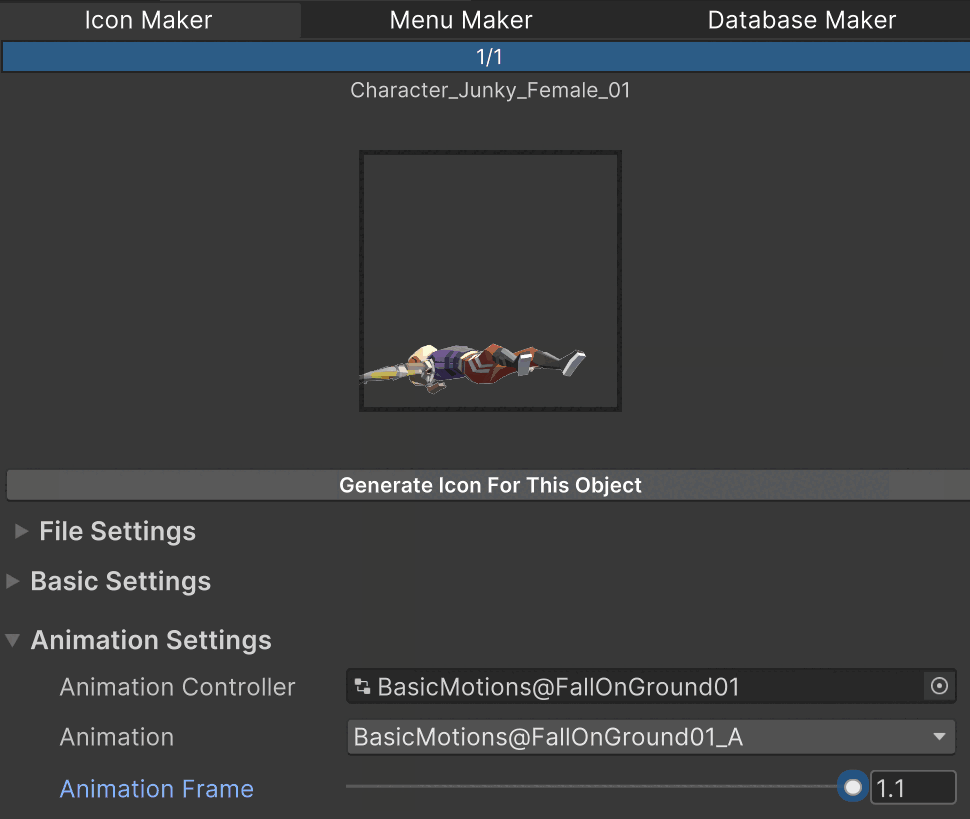 Icon Maker Menu Maker Database Maker
1/1
Character_Junky_Female_01
Generate Icon For This Object
File Settings
Basic Settings
Animation Settings
Animation Controller BasicMotions@FallOnGround01
Animation BasicMotions@FallOnGround01_A
Animation Frame 1.1